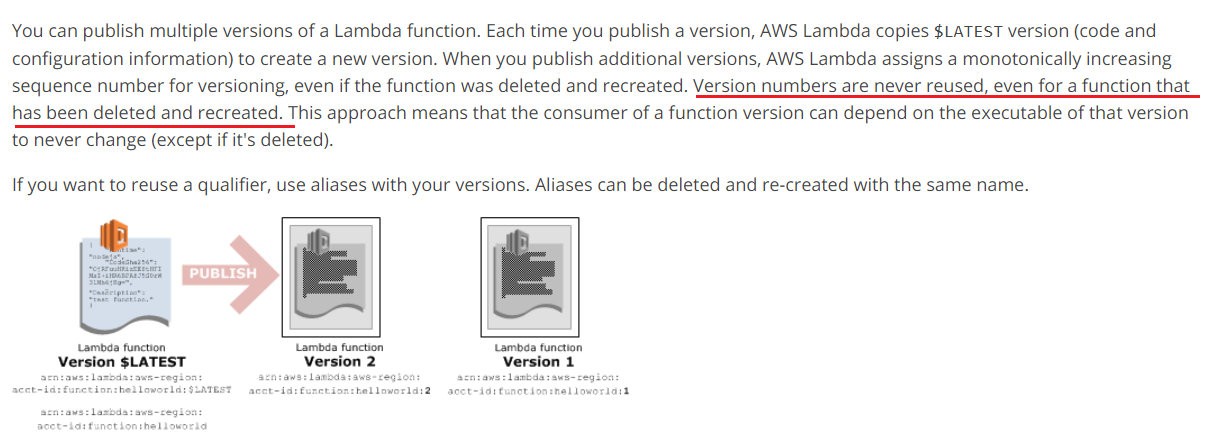 You can publish multiple versions of a Lambda function. Each time you publish a version, AWS Lambda copies $LATEST version (code and
configuration information) to create a new version. When you publish additional versions, AWS Lambda assigns a monotonically increasing
sequence number for versioning, even if the function was deleted and recreated. Version numbers are never reused, even for a function that
has been deleted and recreated. This approach means that the consumer of a function version can depend on the executable of that version
to never change (except if it's deleted).
If you want to reuse a qualifier, use aliases with your versions. Aliases can be deleted and re-created with the same name.
"CodeSha256":
"Description":
"test function."
PUBLISH
Lambda function
Version $LATEST
arn:aws:lambda:aws-region:
acct-id:function:helloworld:$LATEST
arn:aws:lambda:aws-region:
acct-id:function:helloworld
Lambda function
Version 2
arn:aws:lambda:aws-region:
acct-id:function:helloworld:2
Lambda function
Version 1
arn:aws:lambda:aws-region:
acct-id:function:helloworld:1